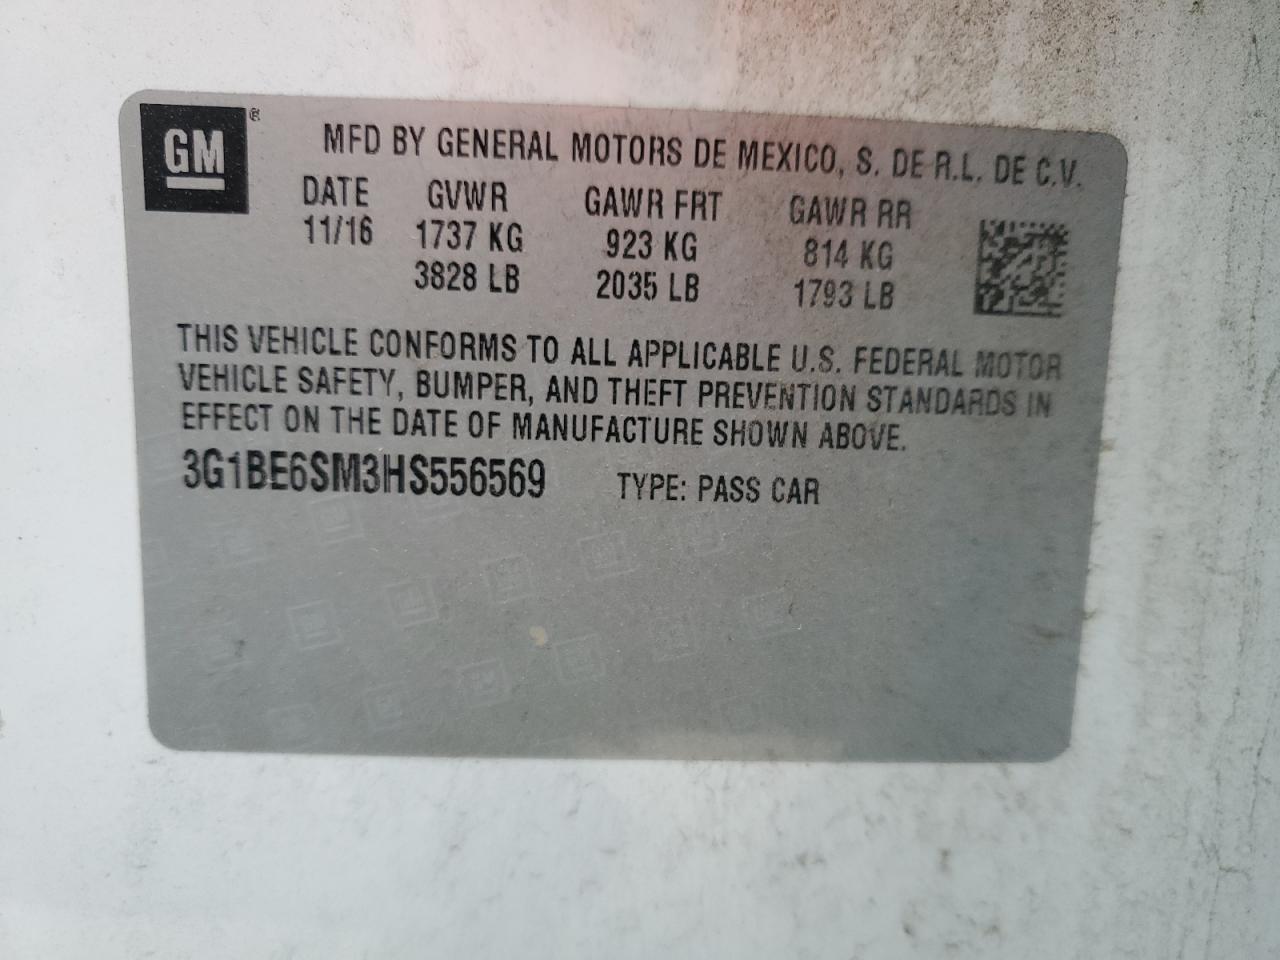 GM ®
MFD BY GENERAL MOTORS DE MEXICO, S. DE R.L. DE C.V.
DATE GVWR GAWR FRT GAWR RR
11/16 1737 KG 923 KG 814 KG
3828 LB 2035 LB 1793 LB
THIS VEHICLE CONFORMS TO ALL APPLICABLE U.S. FEDERAL MOTOR
VEHICLE SAFETY, BUMPER, AND THEFT PREVENTION STANDARDS IN
EFFECT ON THE DATE OF MANUFACTURE SHOWN ABOVE.
3G1BE6SM3HS556569 TYPE: PASS CAR